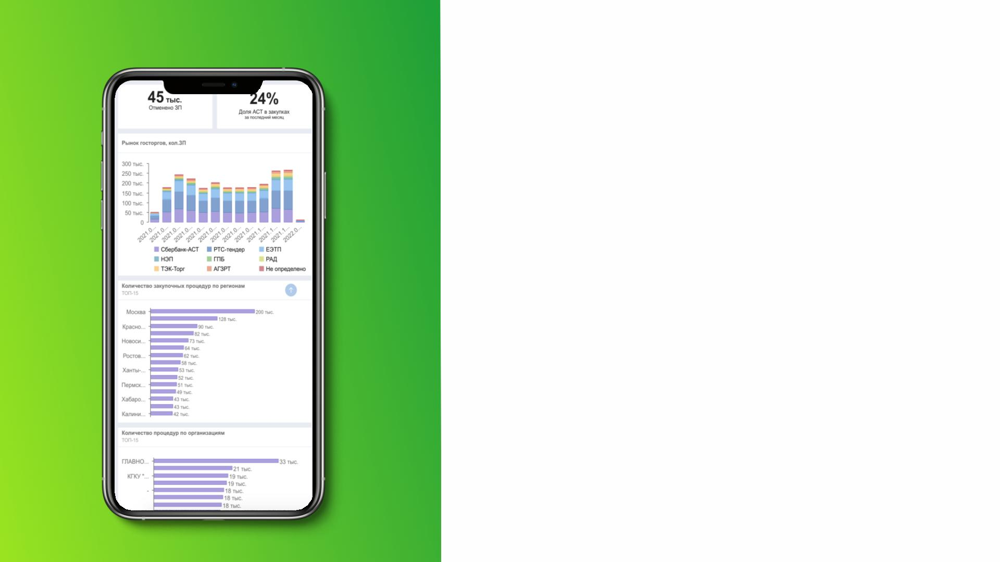 45 тыс.
Отменено ЗП
24%
Доля АСТ в закупках
за последний месяц
Рынок госторгов, кол.ЗП
300 тыс.
250 тыс.
200 тыс.
150 тыс.
100 тыс.
50 тыс.
0
2021.0... 2021.0... 2021.0... 2021.0... 2021.0... 2021.0... 2021.0... 2021.0... 2021.0... 2021.1... 2021.1... 2021.1... 2022.0...
Сбербанк-АСТ РТС-тендер ЕЭТП
НЭП ГПБ РАД
ТЭК-Торг АГЗРТ Не определено
Количество закупочных процедур по регионам
ТОП-15
Москва 200 тыс.
128 тыс.
Красно... 90 тыс.
82 тыс.
Новоси... 73 тыс.
64 тыс.
Ростов... 62 тыс.
58 тыс.
Ханты-... 53 тыс.
52 тыс.
Пермск... 51 тыс.
49 тыс.
Хабаро... 43 тыс.
43 тыс.
Калини... 42 тыс.
Количество процедур по организациям
ТОП-15
ГЛАВНО... 33 тыс.
21 тыс.
КГКУ "... 19 тыс.
19 тыс.
- 18 тыс.
18 тыс.
18 тыс.